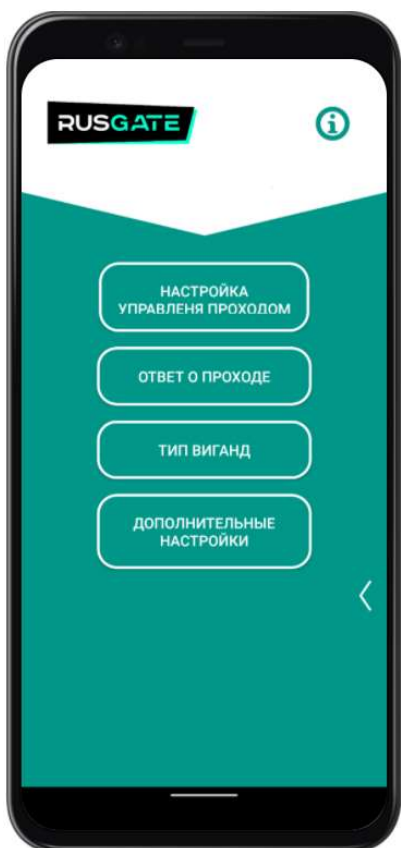 RUSGATE
НАСТРОЙКА
УПРАВЛЕНЯ ПРОХОДОМ
ОТВЕТ О ПРОХОДЕ
ТИП ВИГАНД
ДОПОЛНИТЕЛЬНЫЕ
НАСТРОЙКИ